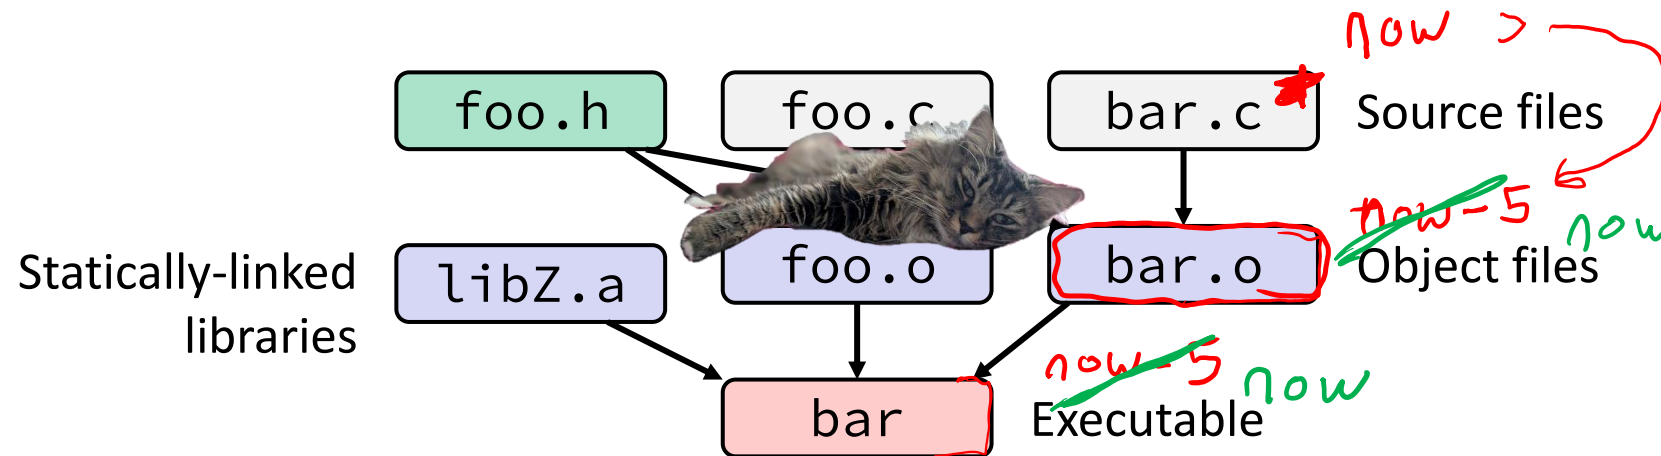 now >
foo.h foo.c bar.c Source files
now-5 now
Statically-linked
libraries
libZ.a foo.o bar.o Object files
now-5 now
bar Executable